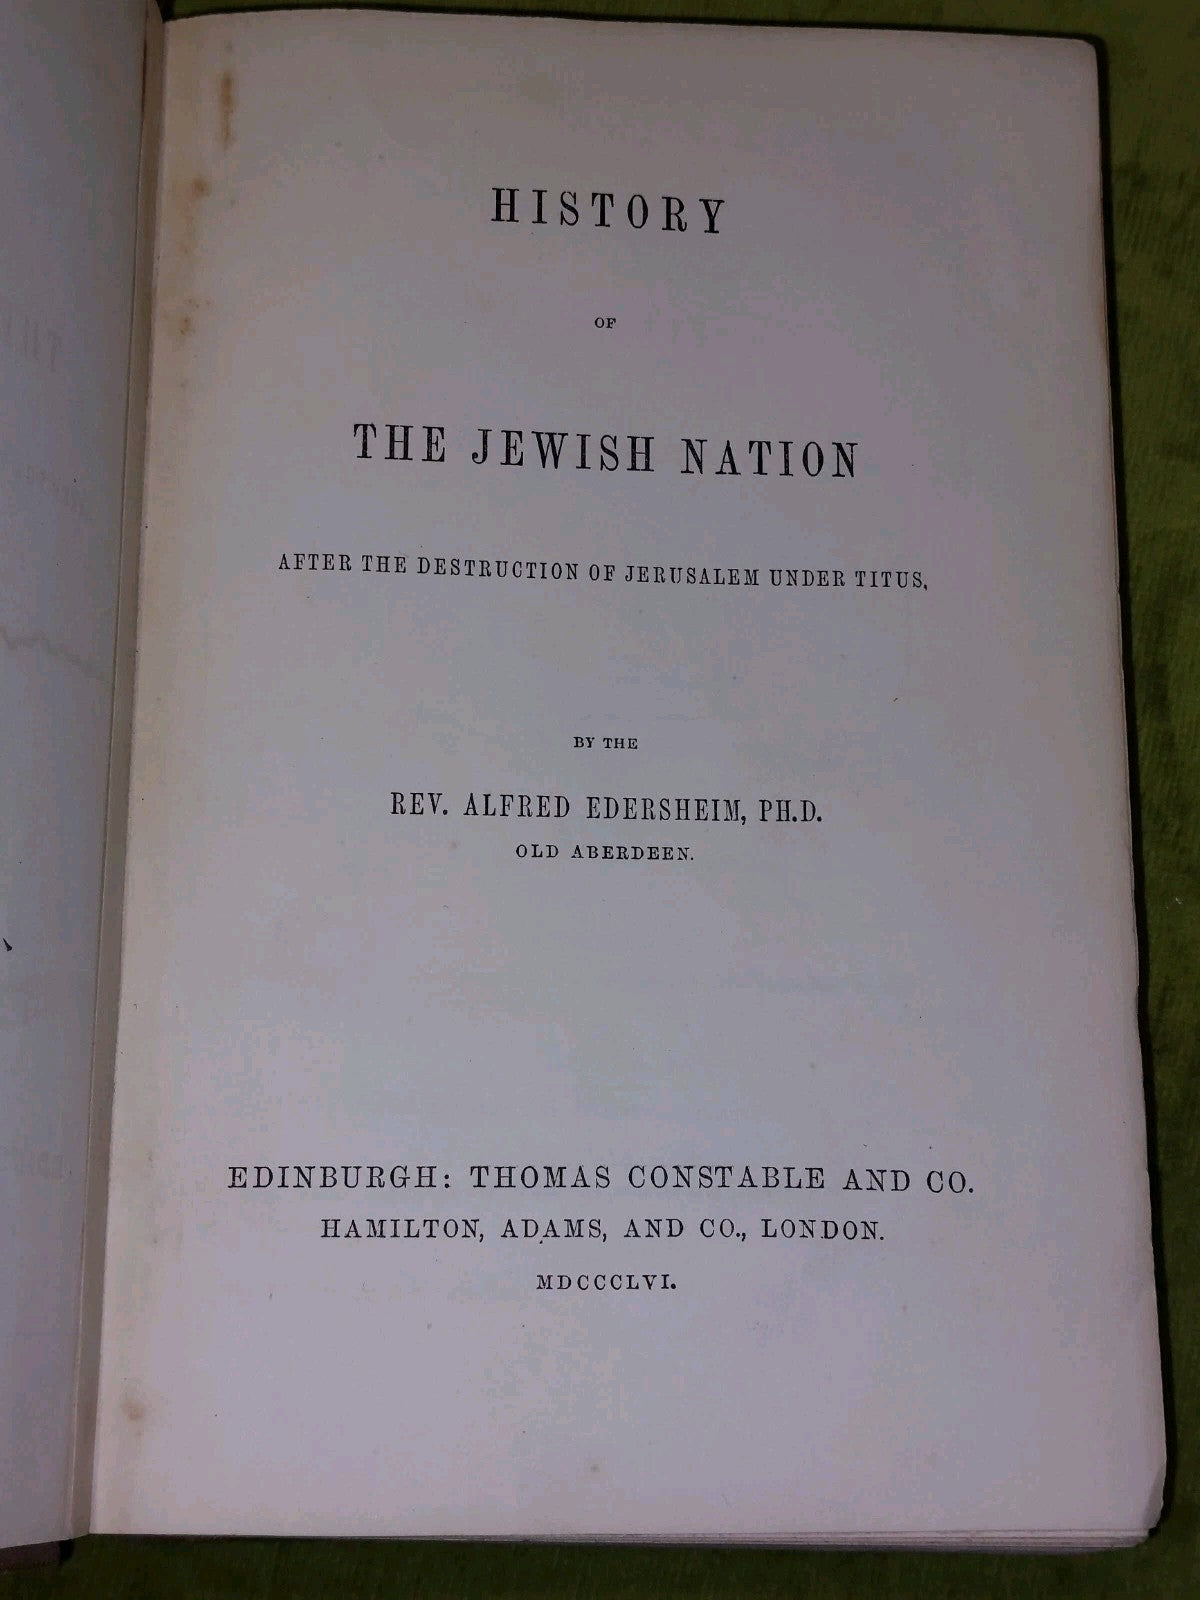 HISTORY
OF
THE JEWISH NATION
AFTER THE DESTRUCTION OF JERUSALEM UNDER TITUS,
BY THE
REV. ALFRED EDERSHEIM, PH.D.
OLD ABERDEEN.
EDINBURGH: THOMAS CONSTABLE AND CO.
HAMILTON, ADAMS, AND CO., LONDON.
MDCCCLVI.